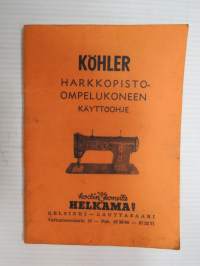 KÖHLER
HARKKOPISTO-
OMPELUKONEEN
KÄYTTÖOHJE
HELKAMA
HELSINKI — LAUTTASAARI